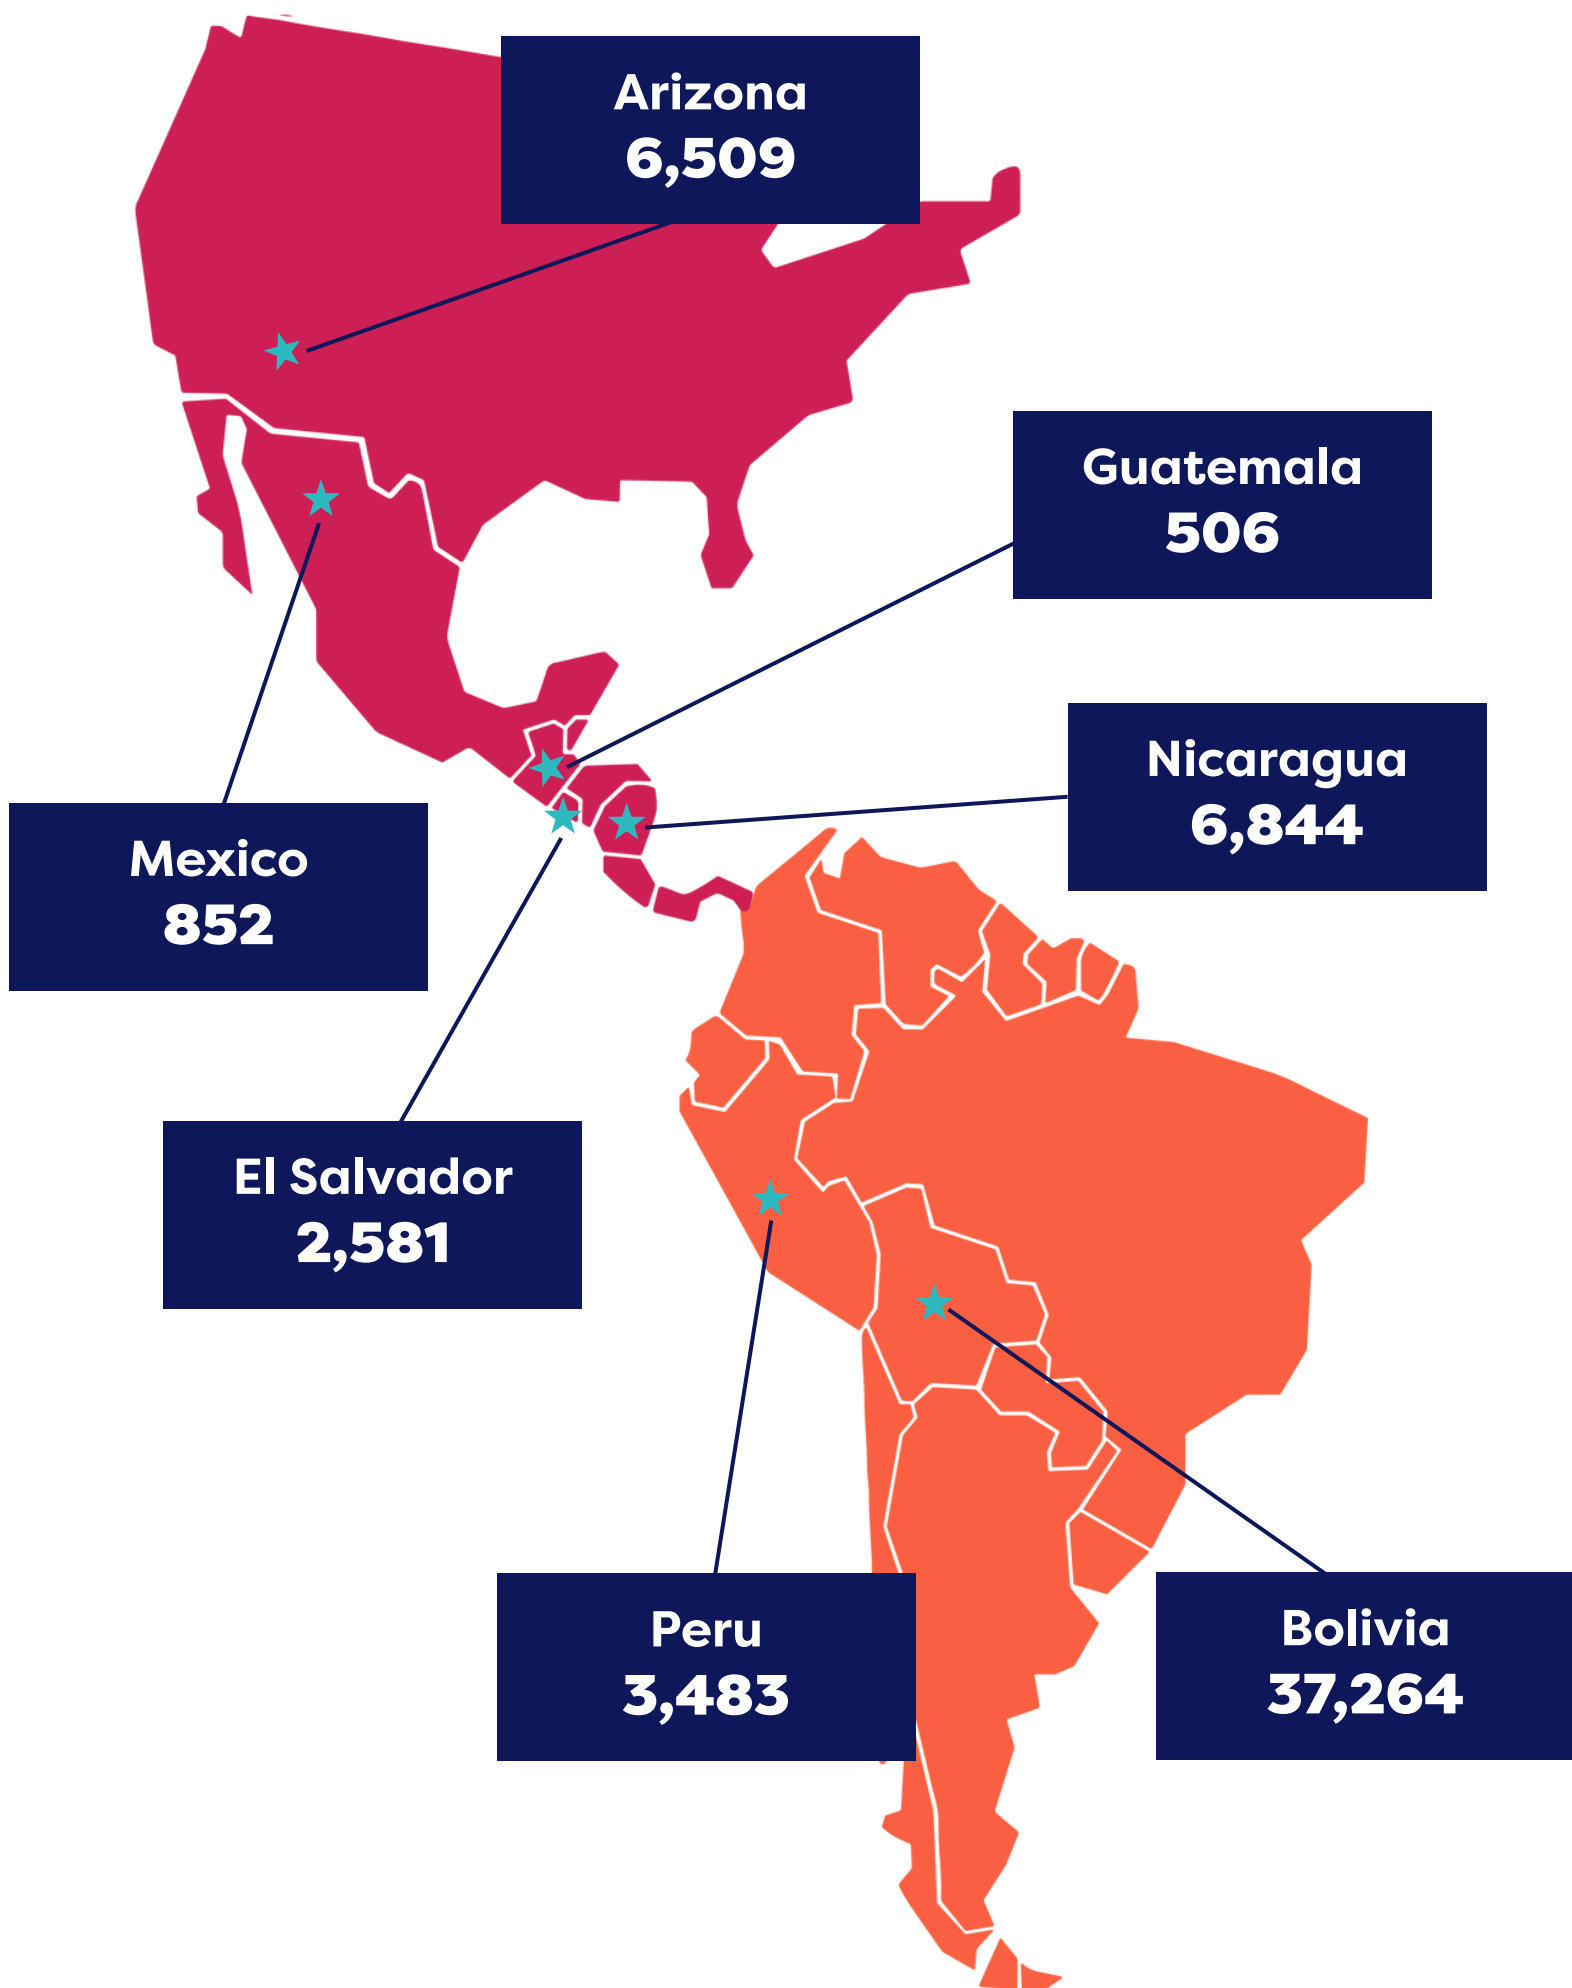 Arizona
6,509
Guatemala
506
Nicaragua
6,844
Mexico
852
El Salvador
2,581
Peru
3,483
Bolivia
37,264